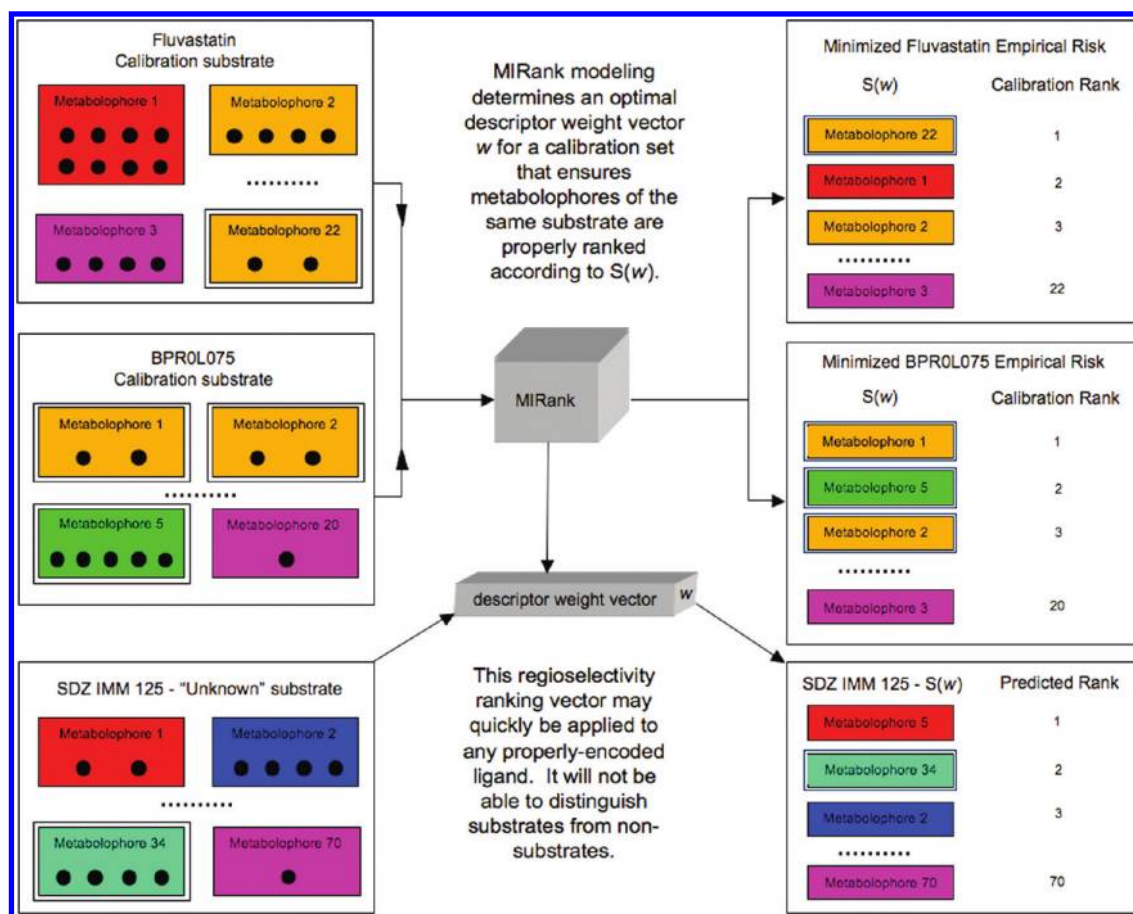 Fluvastatin
Calibration substrate
Metabolophore 1
Metabolophore 2
..........
Metabolophore 3
Metabolophore 22
BPR0L075
Calibration substrate
Metabolophore 1
Metabolophore 2
..........
Metabolophore 5
Metabolophore 20
SDZ IMM 125 - "Unknown" substrate
Metabolophore 1
Metabolophore 2
..........
Metabolophore 34
Metabolophore 70
MIRank modeling
determines an optimal
descriptor weight vector
w for a calibration set
that ensures
metabolophores of the
same substrate are
properly ranked
according to S(w).
MIRank
descriptor weight vector
w
This regioselectivity
ranking vector may
quickly be applied to
any properly-encoded
ligand. It will not be
able to distinguish
substrates from non-
substrates.
Minimized Fluvastatin Empirical Risk
S(w) Calibration Rank
Metabolophore 22 1
Metabolophore 1 2
Metabolophore 2 3
..........
Metabolophore 3 22
Minimized BPR0L075 Empirical Risk
S(w) Calibration Rank
Metabolophore 1 1
Metabolophore 5 2
Metabolophore 2 3
..........
Metabolophore 3 20
SDZ IMM 125 - S(w) Predicted Rank
Metabolophore 5 1
Metabolophore 34 2
Metabolophore 2 3
..........
Metabolophore 70 70